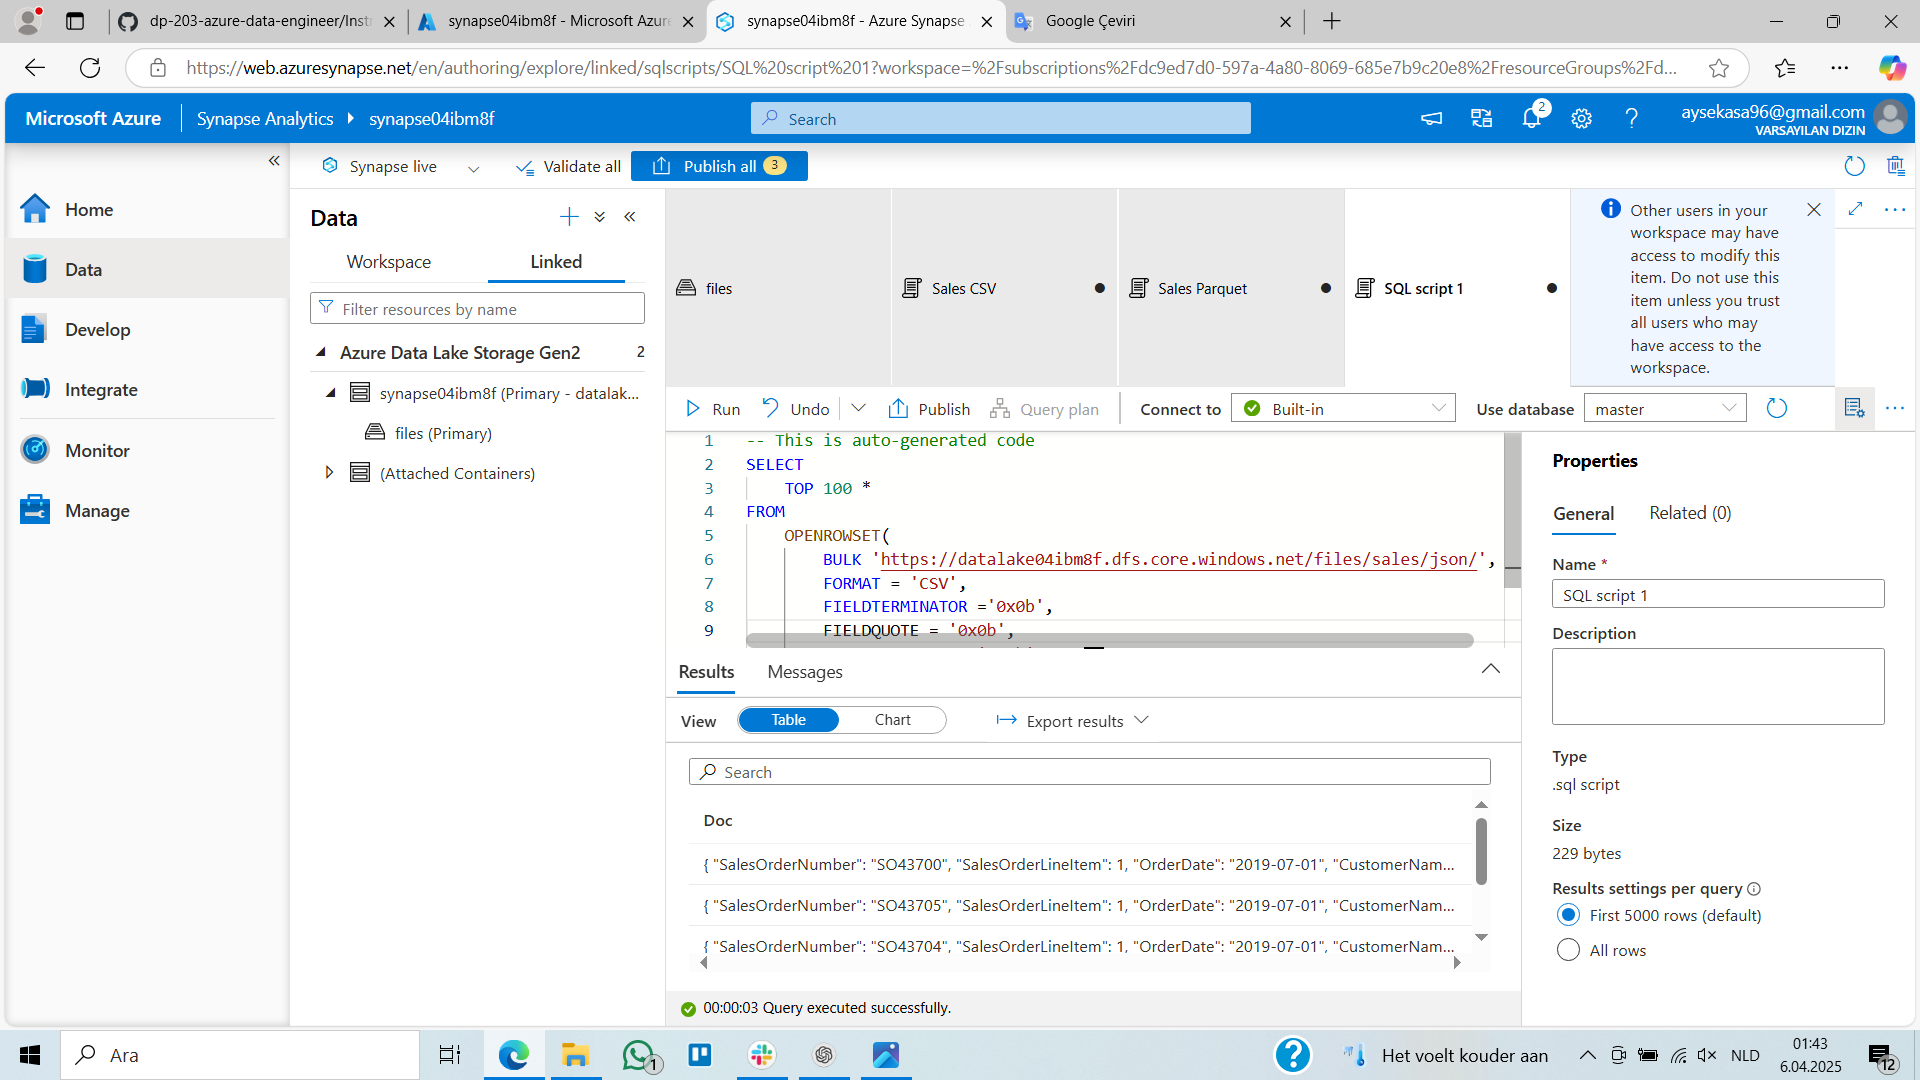 dp-203-azure-data-engineer/Inst
synapse04ibm8f - Microsoft Azure
synapse04ibm8f - Azure Synapse
Google Çeviri
https://web.azuresynapse.net/en/authoring/explore/linked/sqlscripts/SQL%20script%201?workspace=%2Fsubscriptions%2Fdc9ed7d0-597a-4a80-8069-685e7b9c20e8%2FresourceGroups%2Fd...
Microsoft Azure
Synapse Analytics
synapse04ibm8f
Search
2
aysekasa96@gmail.com
VARSAYILAN DIZIN
Synapse live
Validate all
Publish all 3
Home
Data
Develop
Integrate
Monitor
Manage
Data
Workspace
Linked
Filter resources by name
Azure Data Lake Storage Gen2 2
synapse04ibm8f (Primary - datalak...
files (Primary)
(Attached Containers)
files
Sales CSV
Sales Parquet
SQL script 1
Other users in your
workspace may have
access to modify this
item. Do not use this
item unless you trust
all users who may
have access to the
workspace.
Run
Undo
Publish
Query plan
Connect to
Built-in
Use database
master
1 -- This is auto-generated code
2 SELECT
3 TOP 100 *
4 FROM
5 OPENROWSET(
6 BULK 'https://datalake04ibm8f.dfs.core.windows.net/files/sales/json/',
7 FORMAT = 'CSV',
8 FIELDTERMINATOR ='0x0b',
9 FIELDQUOTE = '0x0b',
Results
Messages
View
Table
Chart
Export results
Search
Doc
{ "SalesOrderNumber": "SO43700", "SalesOrderLineItem": 1, "OrderDate": "2019-07-01", "CustomerNam...
{ "SalesOrderNumber": "SO43705", "SalesOrderLineItem": 1, "OrderDate": "2019-07-01", "CustomerNam...
{ "SalesOrderNumber": "SO43704", "SalesOrderLineItem": 1, "OrderDate": "2019-07-01", "CustomerNam...
00:00:03 Query executed successfully.
Properties
General
Related (0)
Name *
SQL script 1
Description
Type
.sql script
Size
229 bytes
Results settings per query
First 5000 rows (default)
All rows
Ara
1
Het voelt kouder aan
NLD
01:43
6.04.2025
12